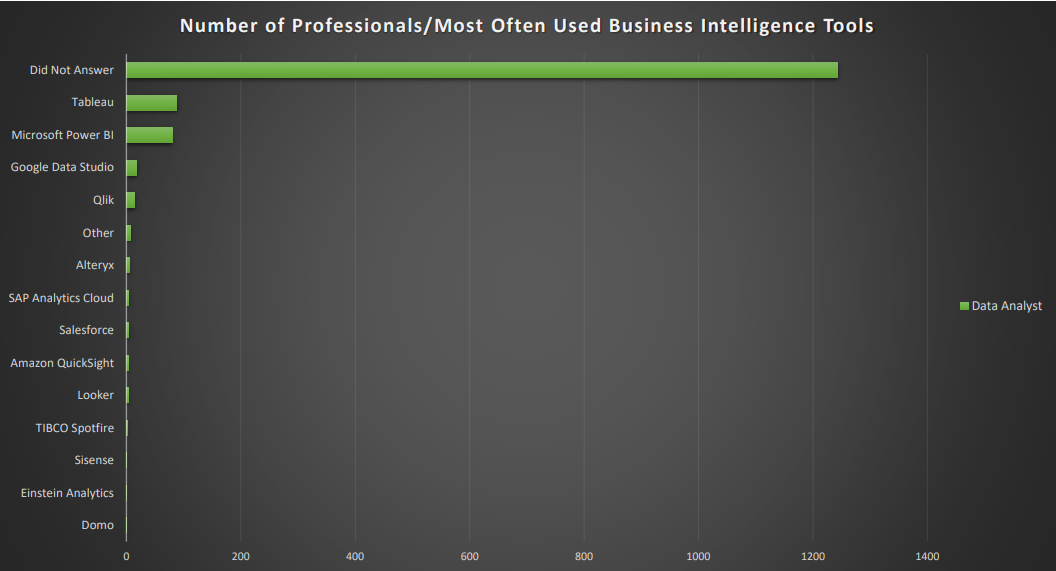 Number of Professionals/Most Often Used Business Intelligence Tools
Did Not Answer
Tableau
Microsoft Power BI
Google Data Studio
Qlik
Other
Alteryx
SAP Analytics Cloud
Salesforce
Amazon QuickSight
Looker
TIBCO Spotfire
Sisense
Einstein Analytics
Domo
0 200 400 600 800 1000 1200 1400
Data Analyst